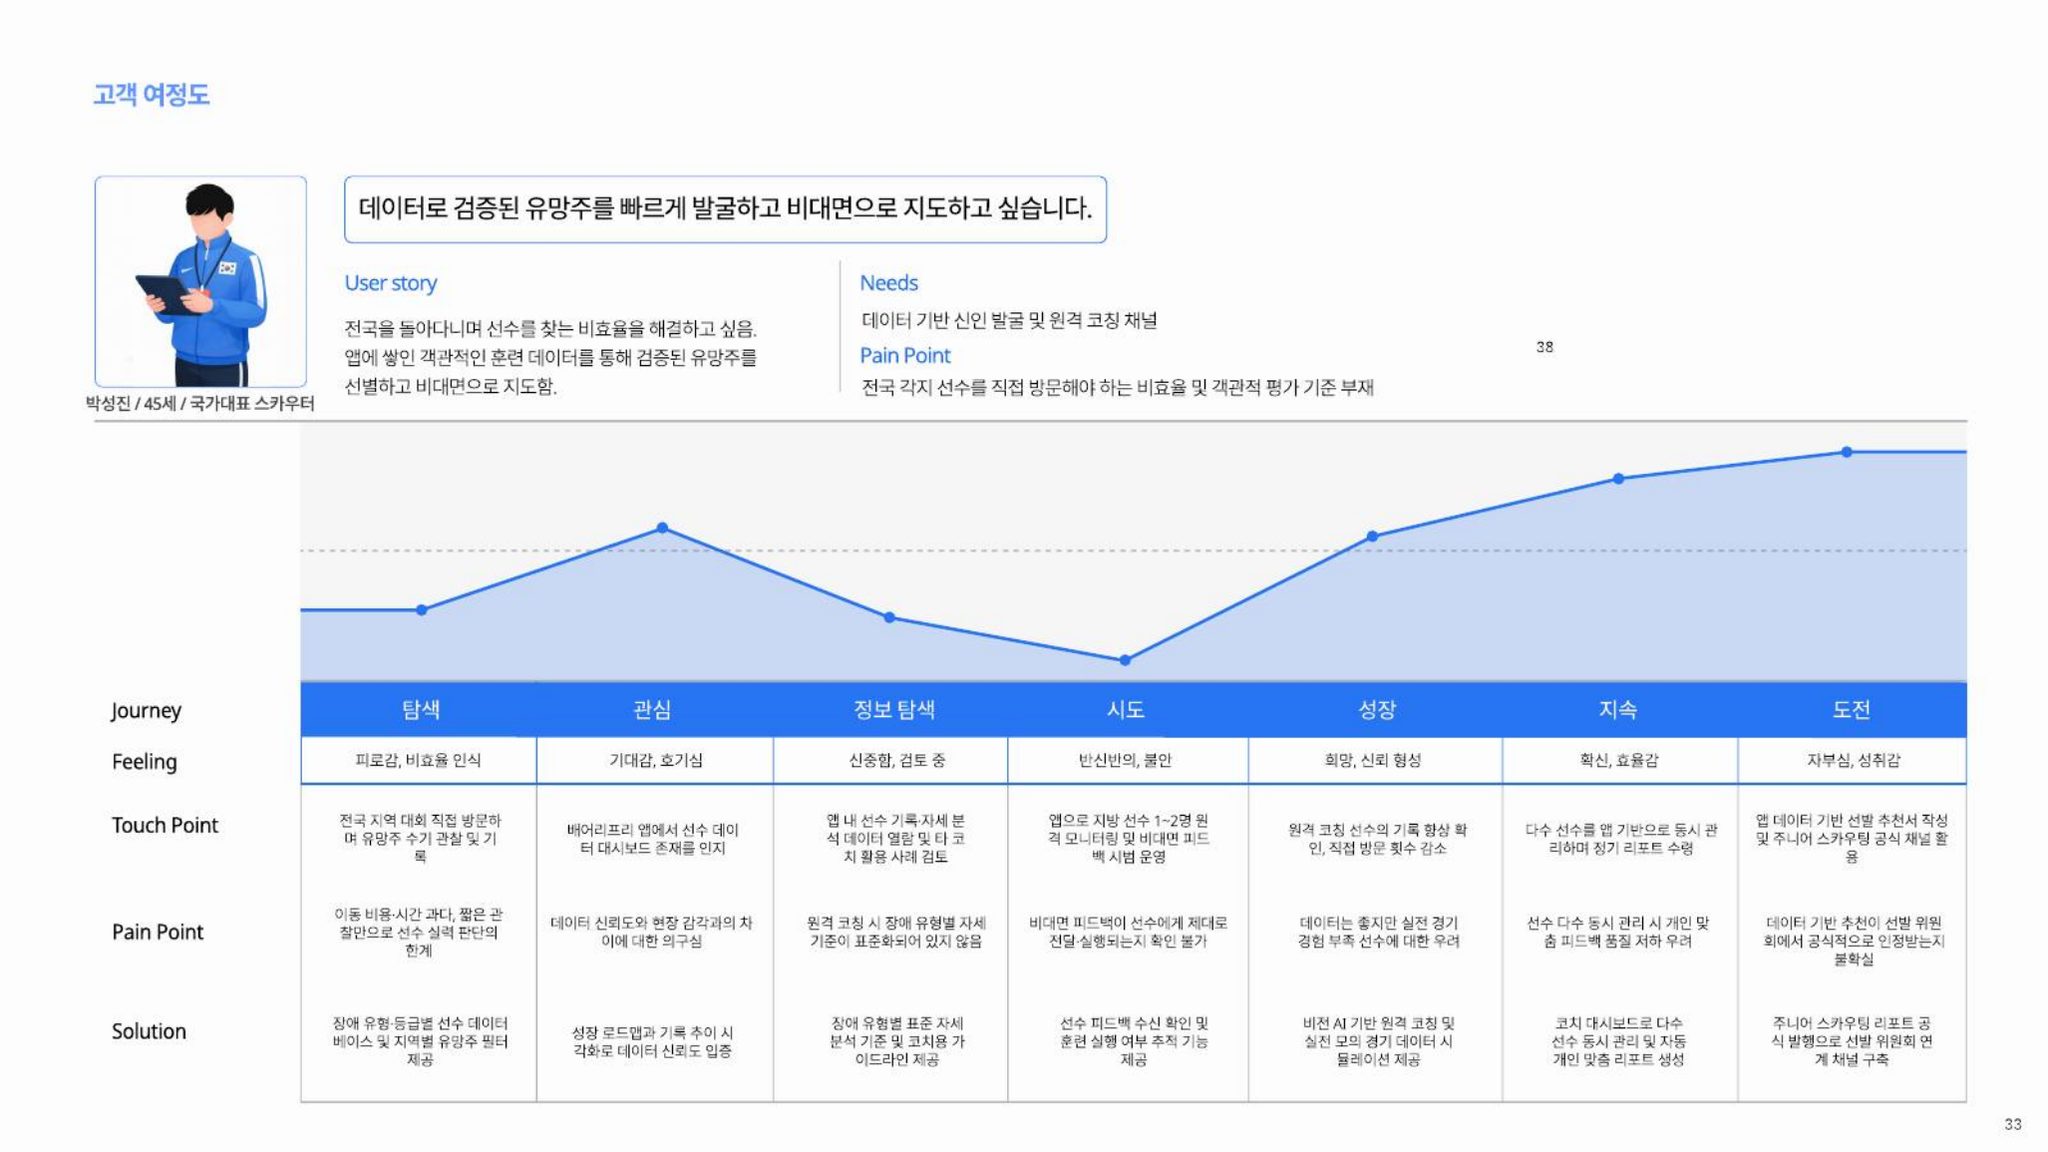 고객 여정도
데이터로 검증된 유망주를 빠르게 발굴하고 비대면으로 지도하고 싶습니다.
User story
전국을 돌아다니며 선수를 찾는 비효율을 해결하고 싶음.
앱에 쌓인 객관적인 훈련 데이터를 통해 검증된 유망주를
선별하고 비대면으로 지도함.
Needs
데이터 기반 신인 발굴 및 원격 코칭 채널
Pain Point
전국 각지 선수를 직접 방문해야 하는 비효율 및 객관적 평가 기준 부재
38
박성진 / 45세 / 국가대표 스카우터
Journey
탐색
관심
정보 탐색
시도
성장
지속
도전
Feeling
피로감, 비효율 인식
기대감, 호기심
신중함, 검토 중
반신반의, 불안
희망, 신뢰 형성
확신, 효율감
자부심, 성취감
Touch Point
전국 지역 대회 직접 방문하
며 유망주 수기 관찰 및 기
록
배어리프리 앱에서 선수 데이
터 대시보드 존재를 인지
앱 내 선수 기록·자세 분
석 데이터 열람 및 타 코
치 활용 사례 검토
앱으로 지방 선수 1~2명 원
격 모니터링 및 비대면 피드
백 시범 운영
원격 코칭 선수의 기록 향상 확
인, 직접 방문 횟수 감소
다수 선수를 앱 기반으로 동시 관
리하며 정기 리포트 수령
앱 데이터 기반 선발 추천서 작성
및 주니어 스카우팅 공식 채널 활
용
Pain Point
이동 비용·시간 과다, 짧은 관
찰만으로 선수 실력 판단의
한계
데이터 신뢰도와 현장 감각과의 차
이에 대한 의구심
원격 코칭 시 장애 유형별 자세
기준이 표준화되어 있지 않음
비대면 피드백이 선수에게 제대로
전달·실행되는지 확인 불가
데이터는 좋지만 실전 경기
경험 부족 선수에 대한 우려
선수 다수 동시 관리 시 개인 맞
춤 피드백 품질 저하 우려
데이터 기반 추천이 선발 위원
회에서 공식적으로 인정받는지
불확실
Solution
장애 유형·등급별 선수 데이터
베이스 및 지역별 유망주 필터
제공
성장 로드맵과 기록 추이 시
각화로 데이터 신뢰도 입증
장애 유형별 표준 자세
분석 기준 및 코치용 가
이드라인 제공
선수 피드백 수신 확인 및
훈련 실행 여부 추적 기능
제공
비전 AI 기반 원격 코칭 및
실전 모의 경기 데이터 시
뮬레이션 제공
코치 대시보드로 다수
선수 동시 관리 및 자동
개인 맞춤 리포트 생성
주니어 스카우팅 리포트 공
식 발행으로 선발 위원회 연
계 채널 구축
33